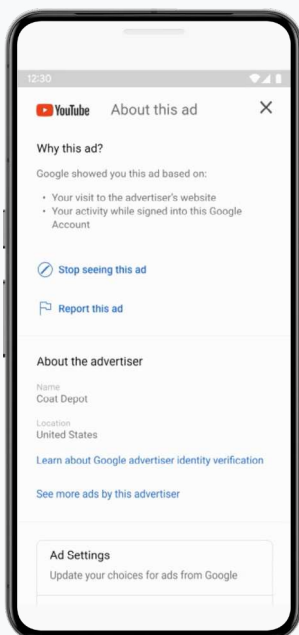 12:30
YouTube About this ad
Why this ad?
Google showed you this ad based on:
• Your visit to the advertiser's website
• Your activity while signed into this Google
Account
Stop seeing this ad
Report this ad
About the advertiser
Name
Coat Depot
Location
United States
Learn about Google advertiser identity verification
See more ads by this advertiser
Ad Settings
Update your choices for ads from Google